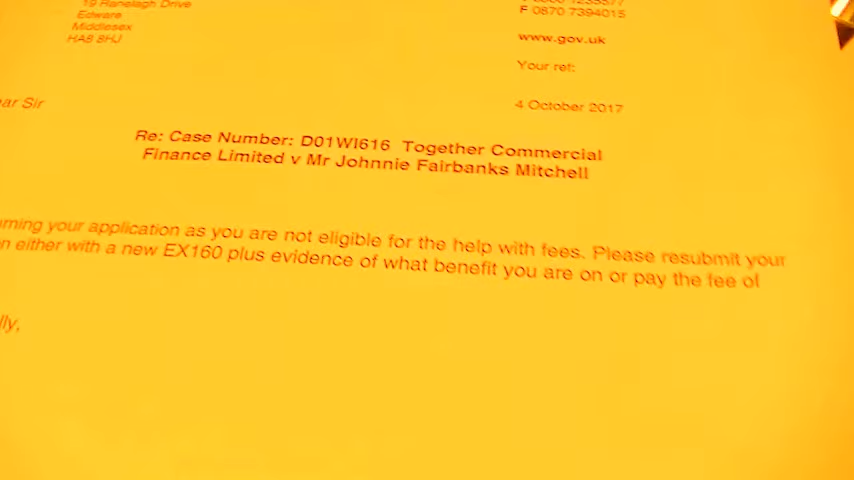 19 Ranelagh Drive
Edware
Middlesex
HA8 8HJ
F 0870 7394015
www.gov.uk
Your ref:
4 October 2017
ar Sir
Re: Case Number: D01WI616 Together Commercial
Finance Limited v Mr Johnnie Fairbanks Mitchell
rning your application as you are not eligible for the help with fees. Please resubmit your
n either with a new EX160 plus evidence of what benefit you are on or pay the fee of
lly,